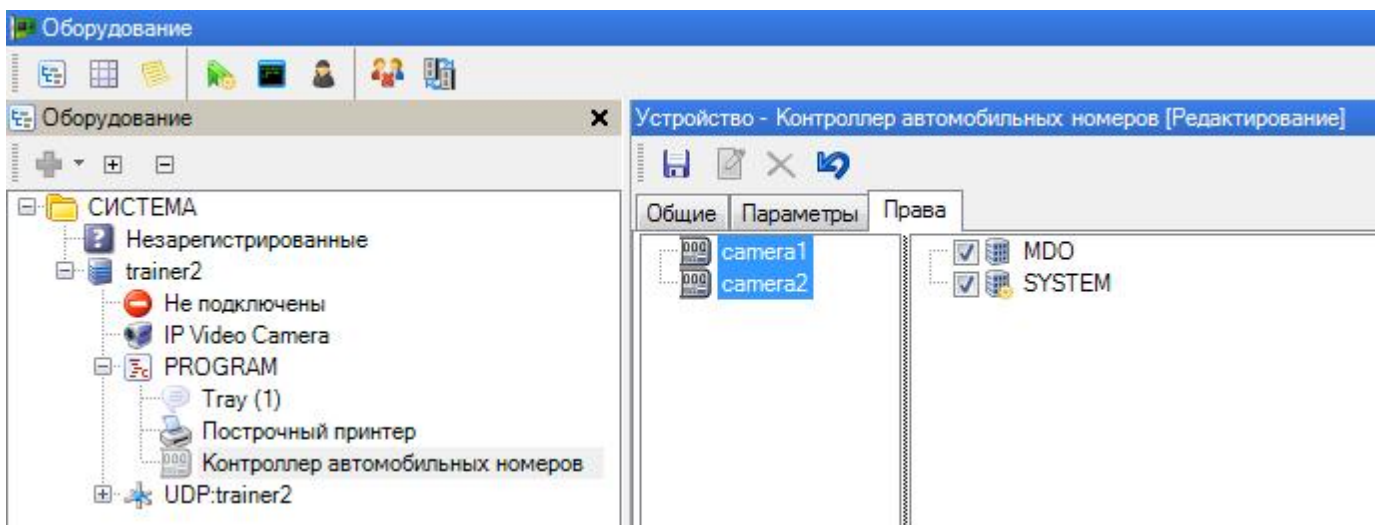 Оборудование
Оборудование
СИСТЕМА
Незарегистрированные
trainer2
Не подключены
IP Video Camera
PROGRAM
Tray (1)
Построчный принтер
Контроллер автомобильных номеров
UDP:trainer2
Устройство - Контроллер автомобильных номеров [Редактирование]
Общие Параметры Права
camera1
camera2
MDO
SYSTEM